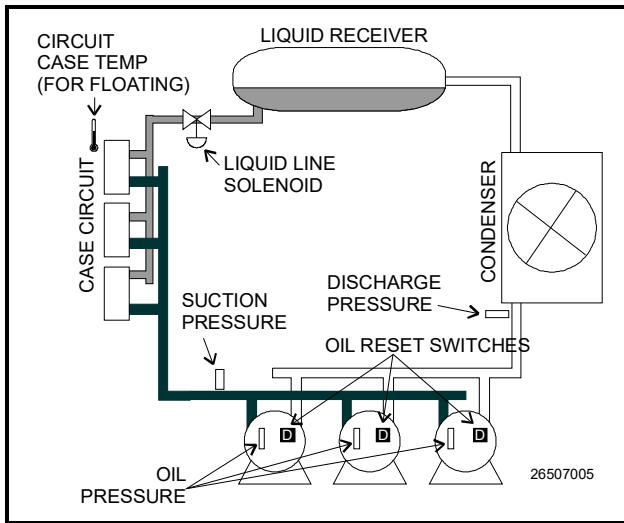 CIRCUIT
CASE TEMP
(FOR FLOATING)
LIQUID RECEIVER
LIQUID LINE
SOLENOID
CASE CIRCUIT
CONDENSER
SUCTION
PRESSURE
DISCHARGE
PRESSURE
OIL RESET SWITCHES
D
D
D
OIL
PRESSURE
26507005